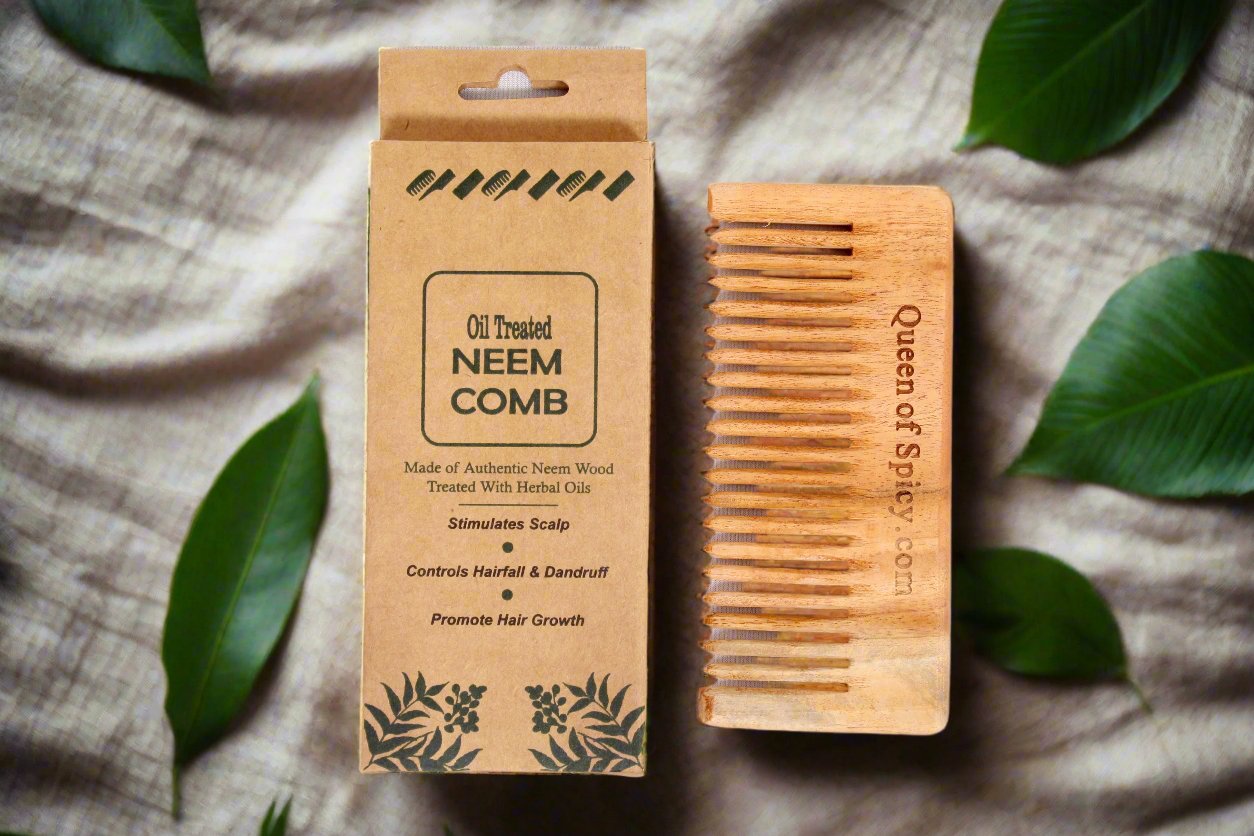 Oil Treated
NEEM
COMB
Made of Authentic Neem Wood
Treated With Herbal Oils
Stimulates Scalp
Controls Hairfall & Dandruff
Promote Hair Growth
Queen of Spicy.com